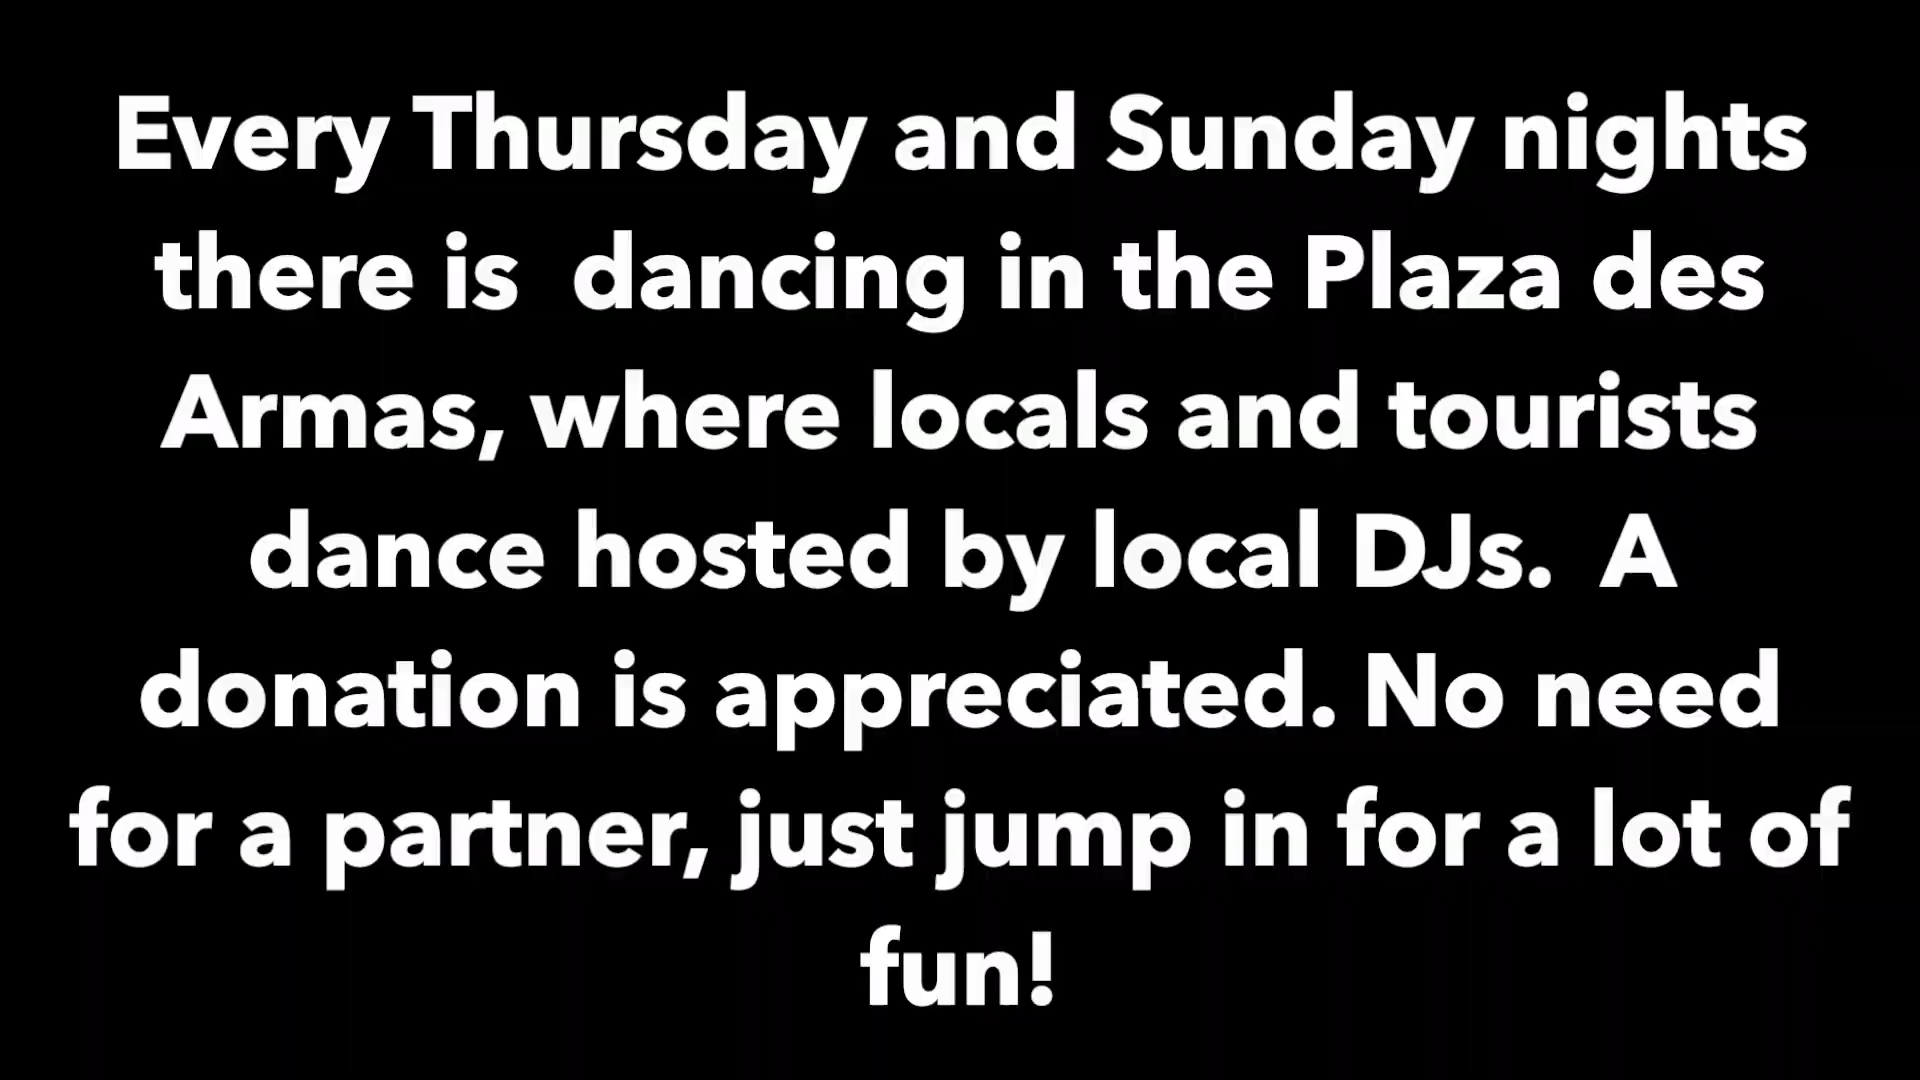 Every Thursday and Sunday nights
there is  dancing in the Plaza des
Armas, where locals and tourists
dance hosted by local DJs.  A
donation is appreciated. No need
for a partner, just jump in for a lot of
fun!